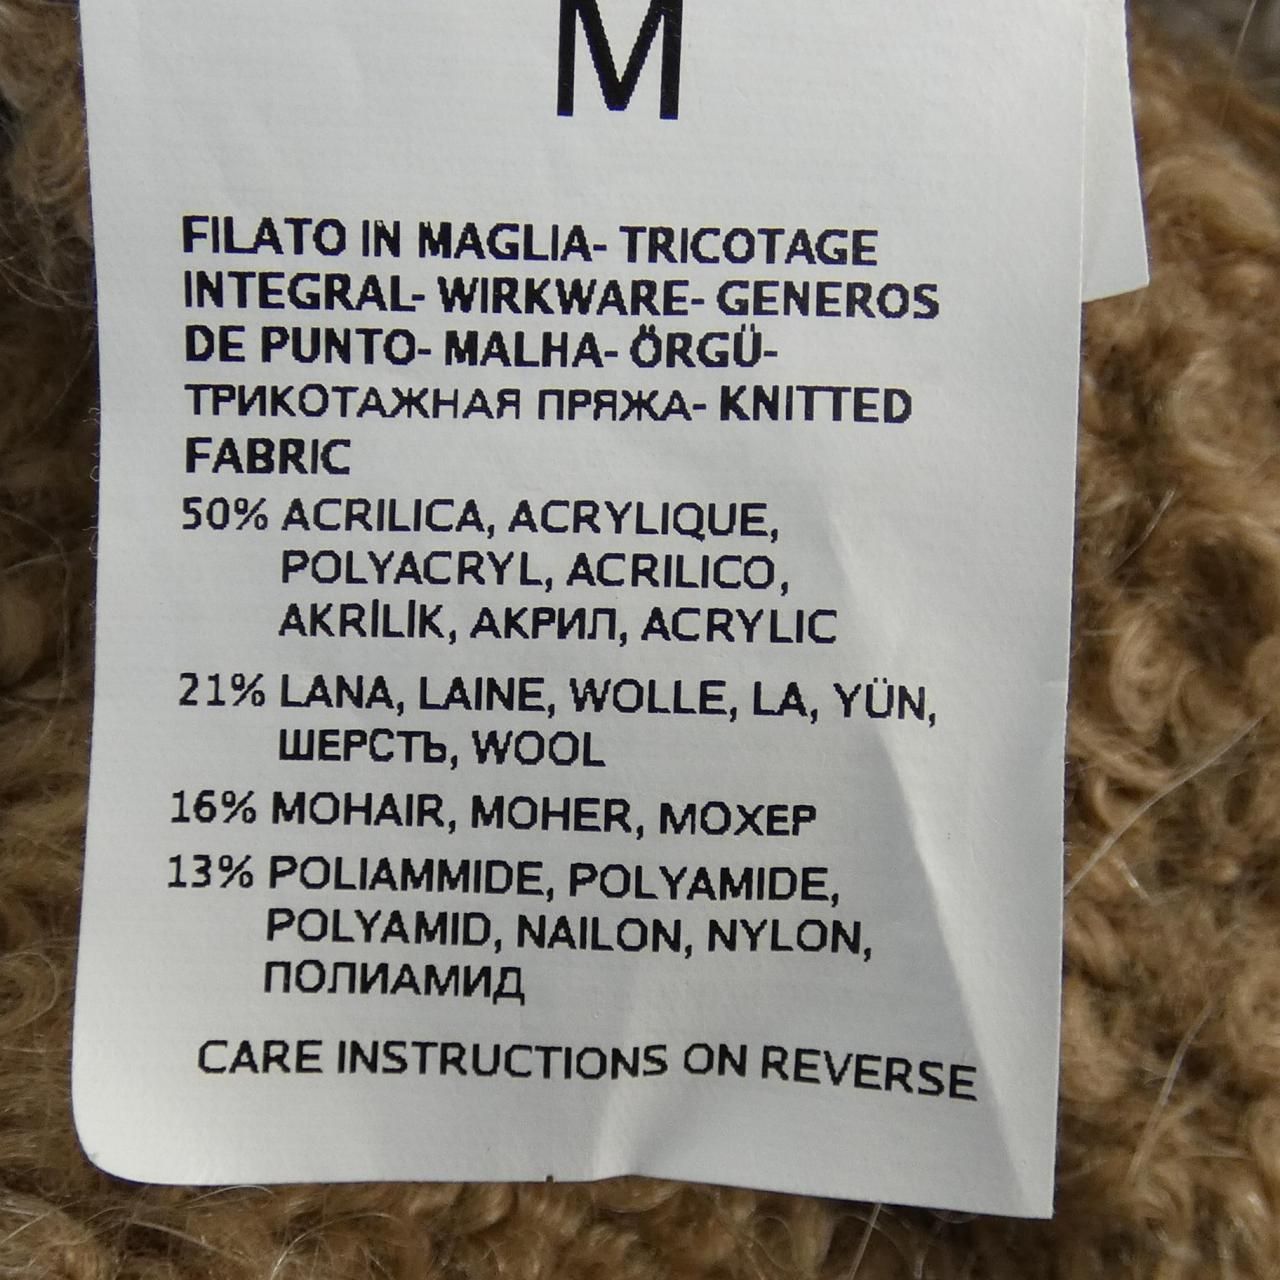 M
FILATO IN MAGLIA- TRICOTAGE
INTEGRAL- WIRKWARE- GENEROS
DE PUNTO- MALHA- ÖRGÜ-
ТРИКОТАЖНАЯ ПРЯЖА- KNITTED
FABRIC
50% ACRILICA, ACRYLIQUE,
POLYACRYL, ACRILICO,
AKRİLİK, АКРИЛ, ACRYLIC
21% LANA, LAINE, WOLLE, LA, YÜN,
ШЕРСТЬ, WOOL
16% MOHAIR, MOHER, МОХЕР
13% POLIAMMIDE, POLYAMIDE,
POLYAMID, NAILON, NYLON,
ПОЛИАМИД
CARE INSTRUCTIONS ON REVERSE